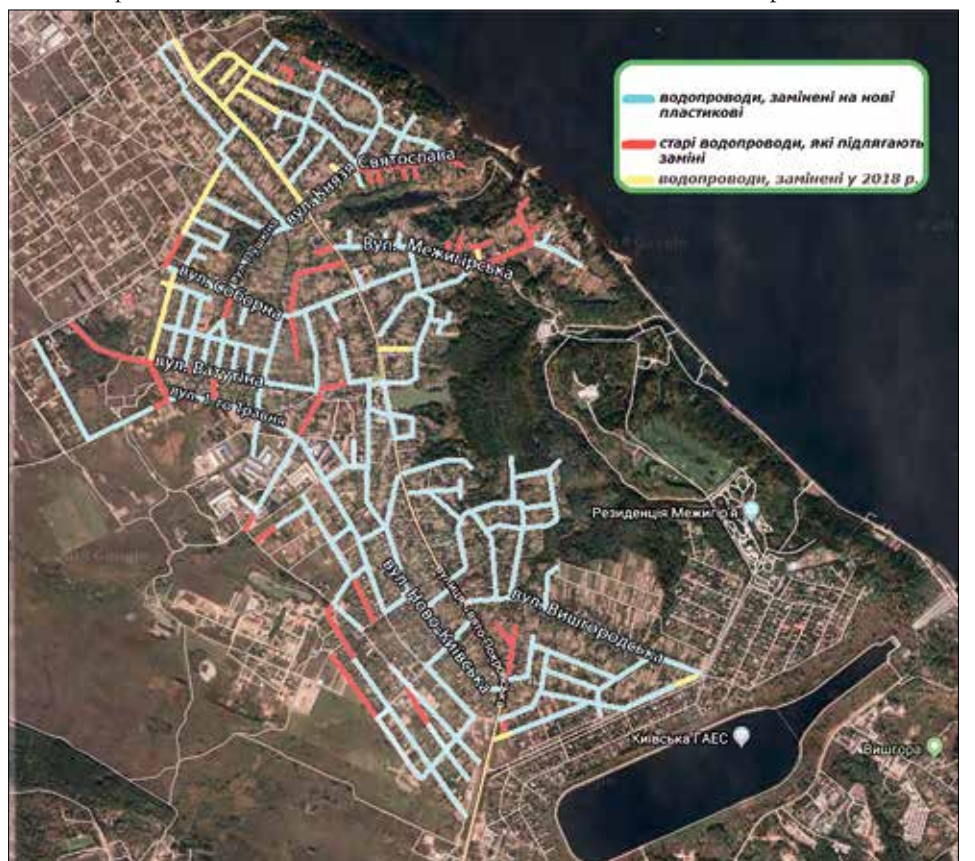 водопроводи, замінені на нові
пластикові
старі водопроводи, які підлягають
заміні
водопроводи, замінені у 2018 р.
вул. Князя Святослава
Вул. Межигірська
вул. Соборна
вул. Ватутіна
вул. 1-го Травня
Резиденція Межигір'я
вул. Ново-Київська
вул. Вишгородська
Київська ГАЕС
Вишгора